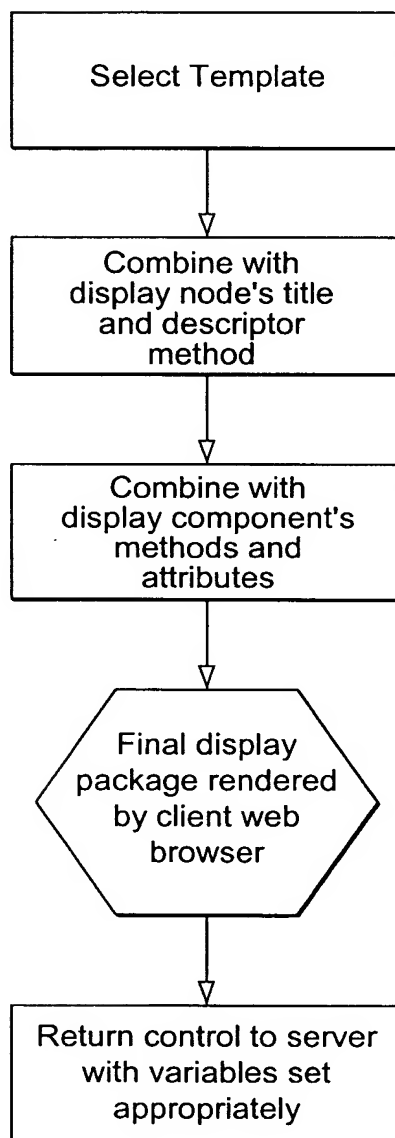 Select Template
Combine with
display node's title
and descriptor
method
Combine with
display component's
methods and
attributes
Final display
package rendered
by client web
browser
Return control to server
with variables set
appropriately